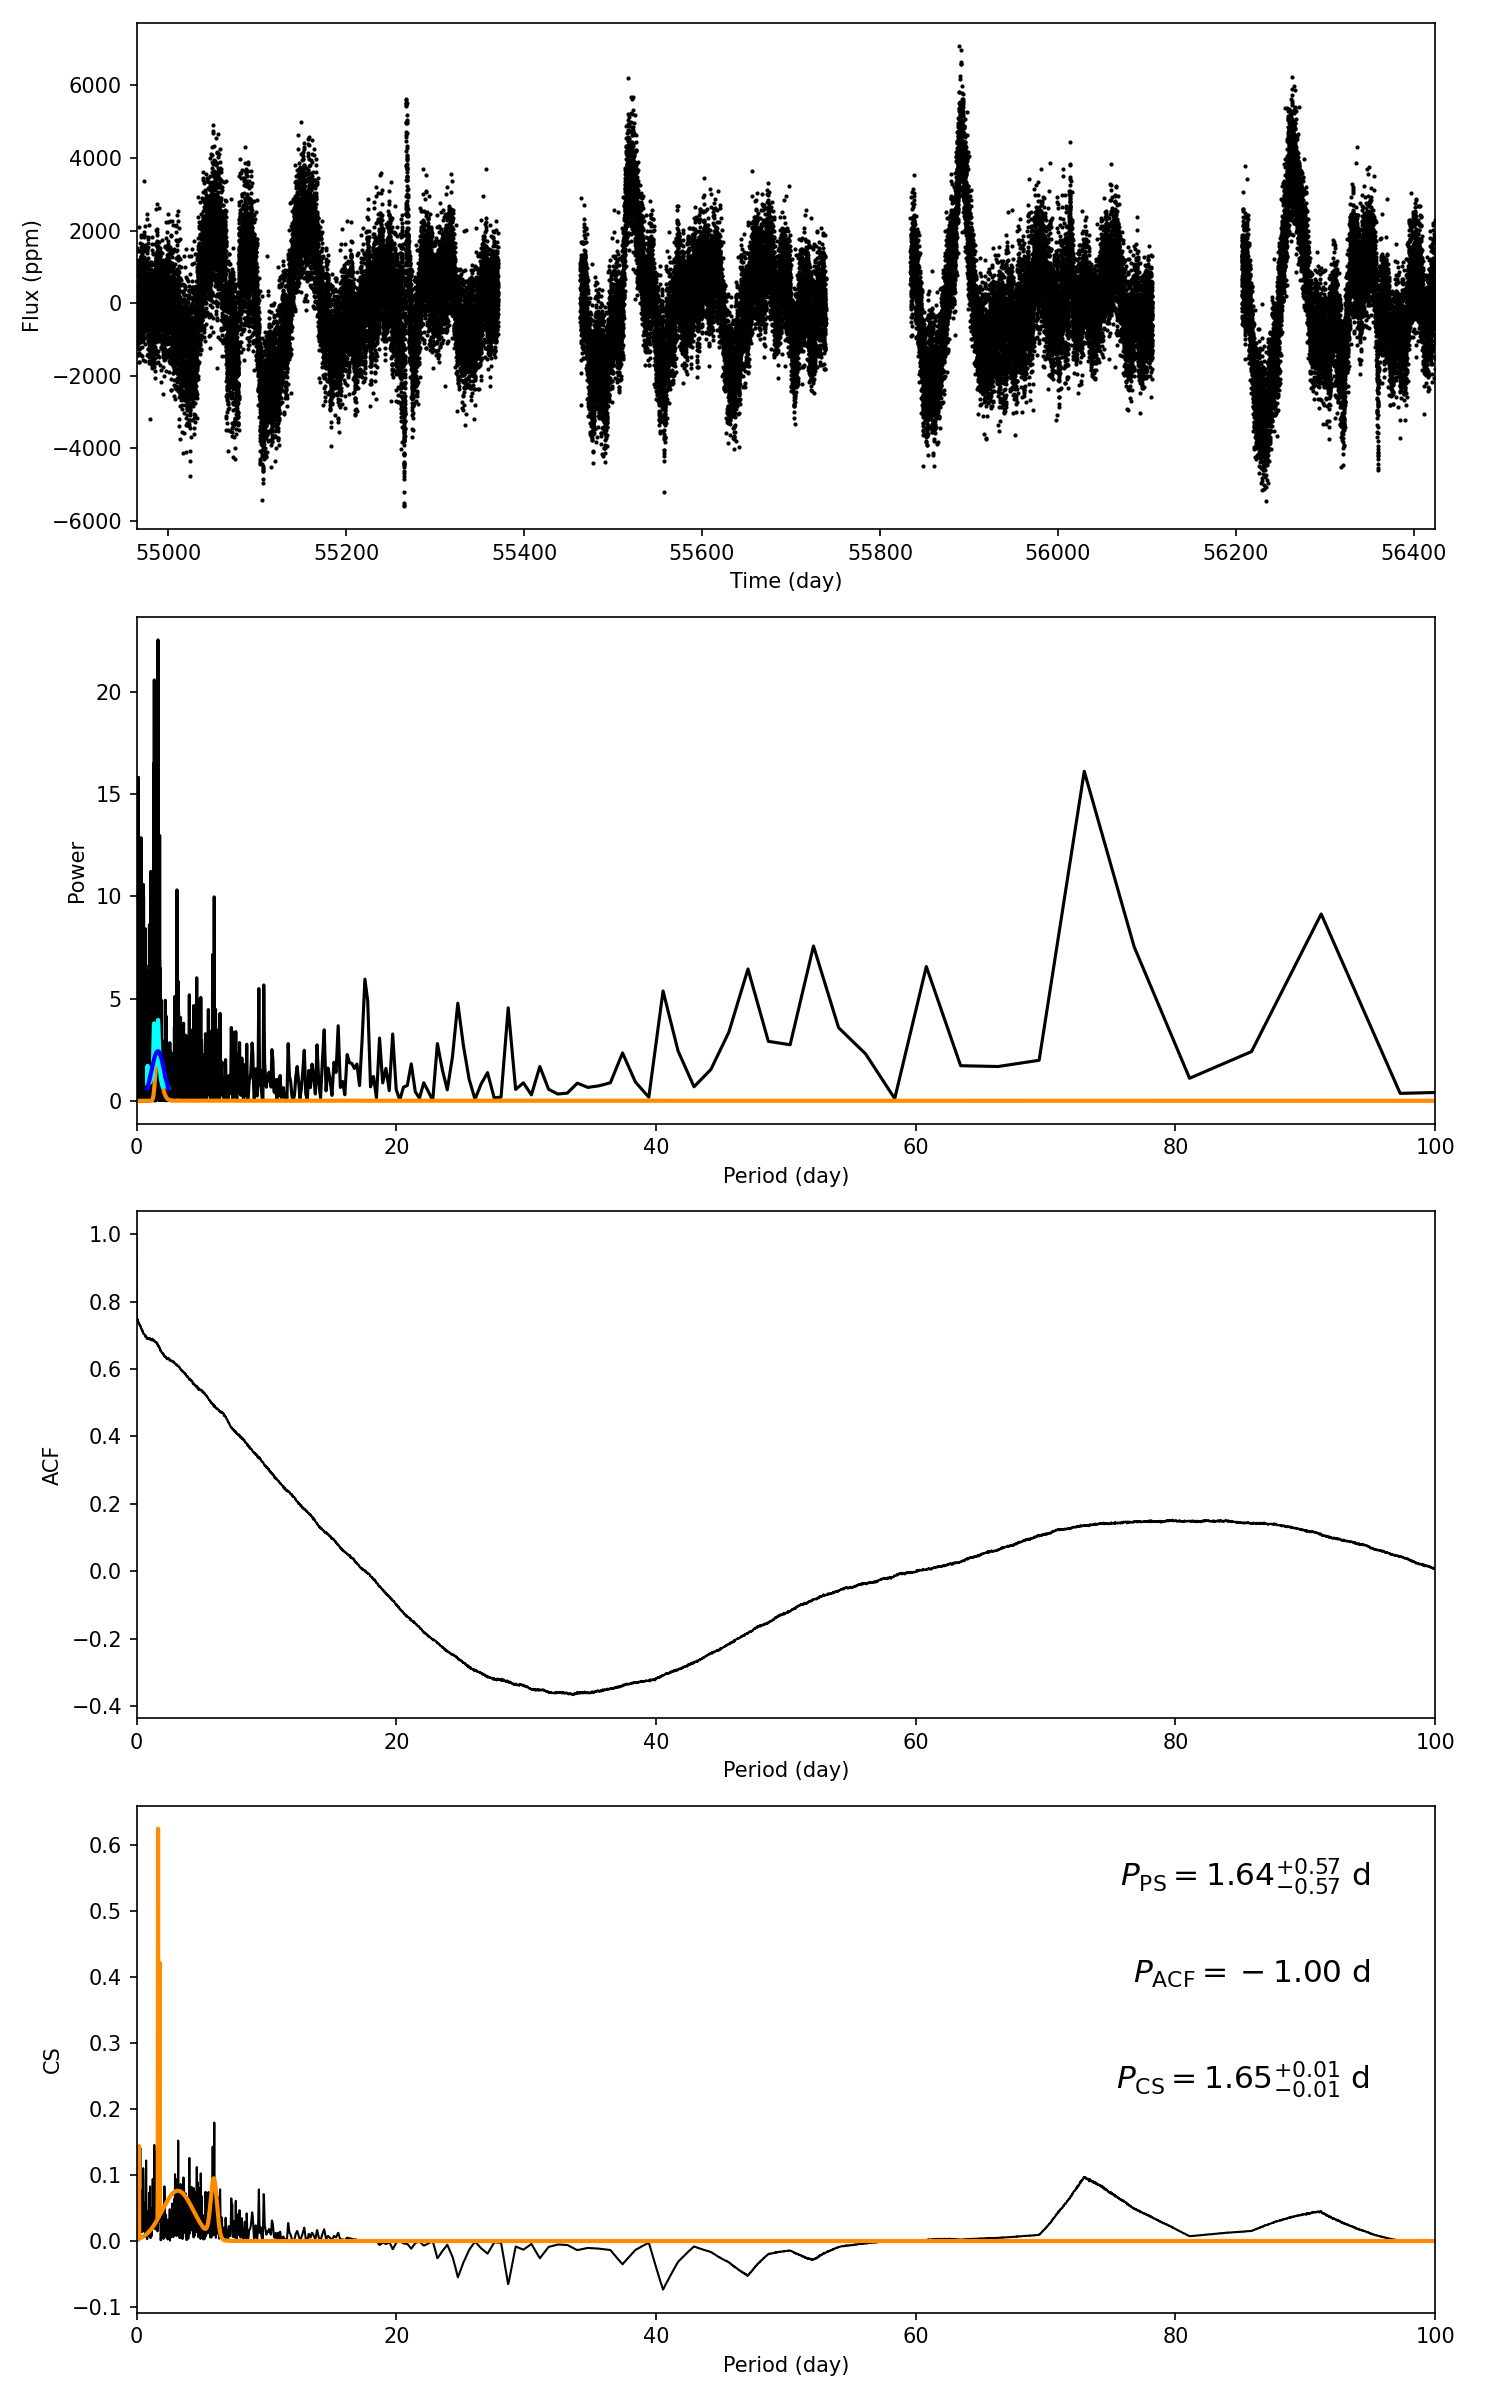 6000
4000
2000
0
−2000
−4000
−6000
Flux (ppm)
55000 55200 55400 55600 55800 56000 56200 56400
Time (day)
20
15
10
5
0
Power
0 20 40 60 80 100
Period (day)
1.0
0.8
0.6
0.4
0.2
0.0
−0.2
−0.4
ACF
0 20 40 60 80 100
Period (day)
0.6
0.5
0.4
0.3
0.2
0.1
0.0
−0.1
CS
P_PS = 1.64 +0.57 −0.57 d
P_ACF = − 1.00 d
P_CS = 1.65 +0.01 −0.01 d
0 20 40 60 80 100
Period (day)